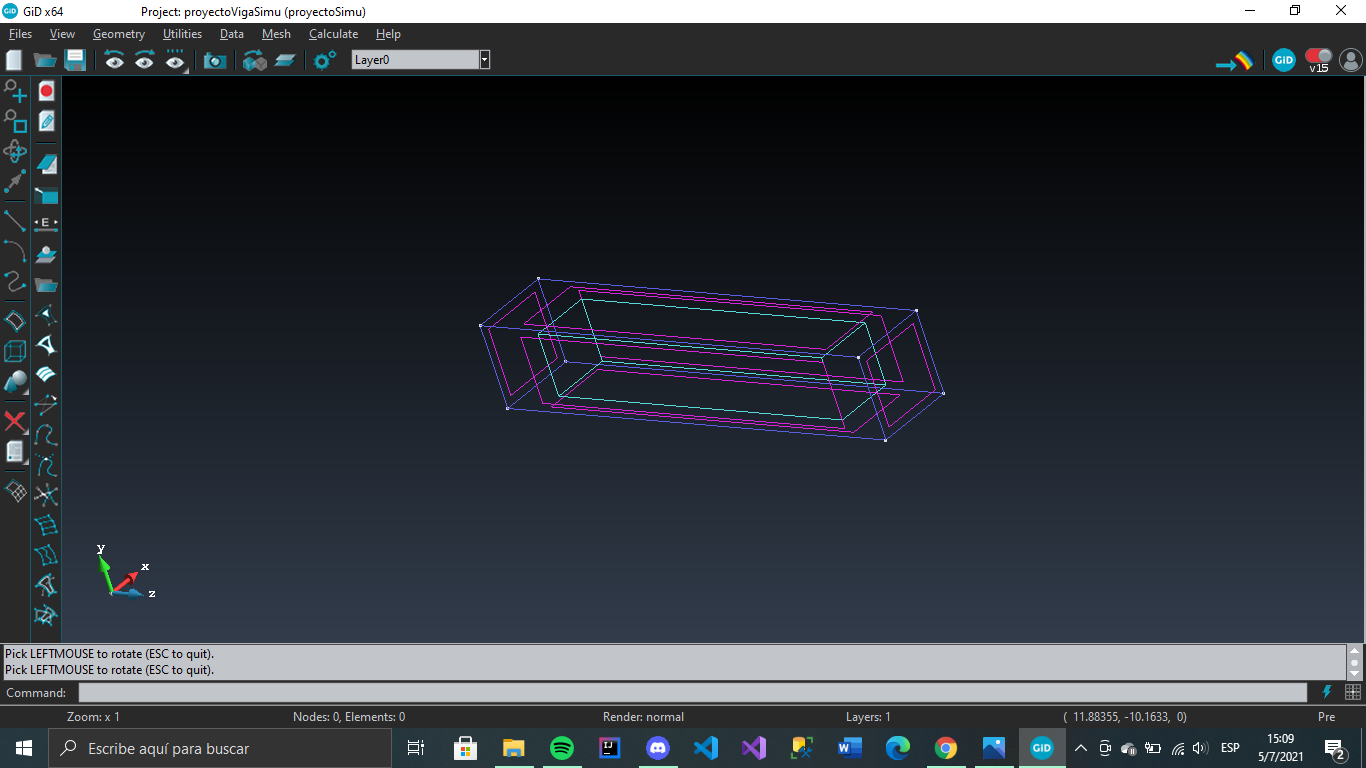 GiD x64 Project: proyectoVigaSimu (proyectoSimu)
Files View Geometry Utilities Data Mesh Calculate Help
Layer0
GiD
v15
E
y
x
z
Pick LEFTMOUSE to rotate (ESC to quit).
Pick LEFTMOUSE to rotate (ESC to quit).
Command:
Zoom: x 1 Nodes: 0, Elements: 0 Render: normal Layers: 1 ( 11.88355, -10.1633, 0) Pre
Escribe aquí para buscar
IJ
W
GiD
ESP
15:09
5/7/2021
2